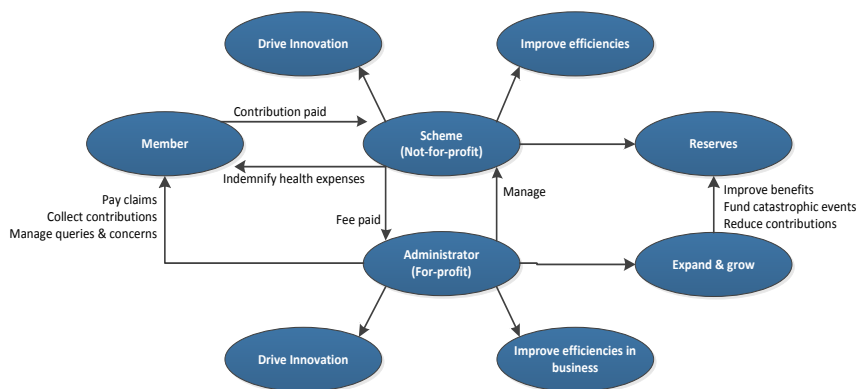 Drive Innovation
Improve efficiencies
Contribution paid
Member
Scheme
(Not-for-profit)
Reserves
Indemnify health expenses
Pay claims
Collect contributions
Manage queries & concerns
Fee paid
Manage
Improve benefits
Fund catastrophic events
Reduce contributions
Administrator
(For-profit)
Expand & grow
Drive Innovation
Improve efficiencies in
business